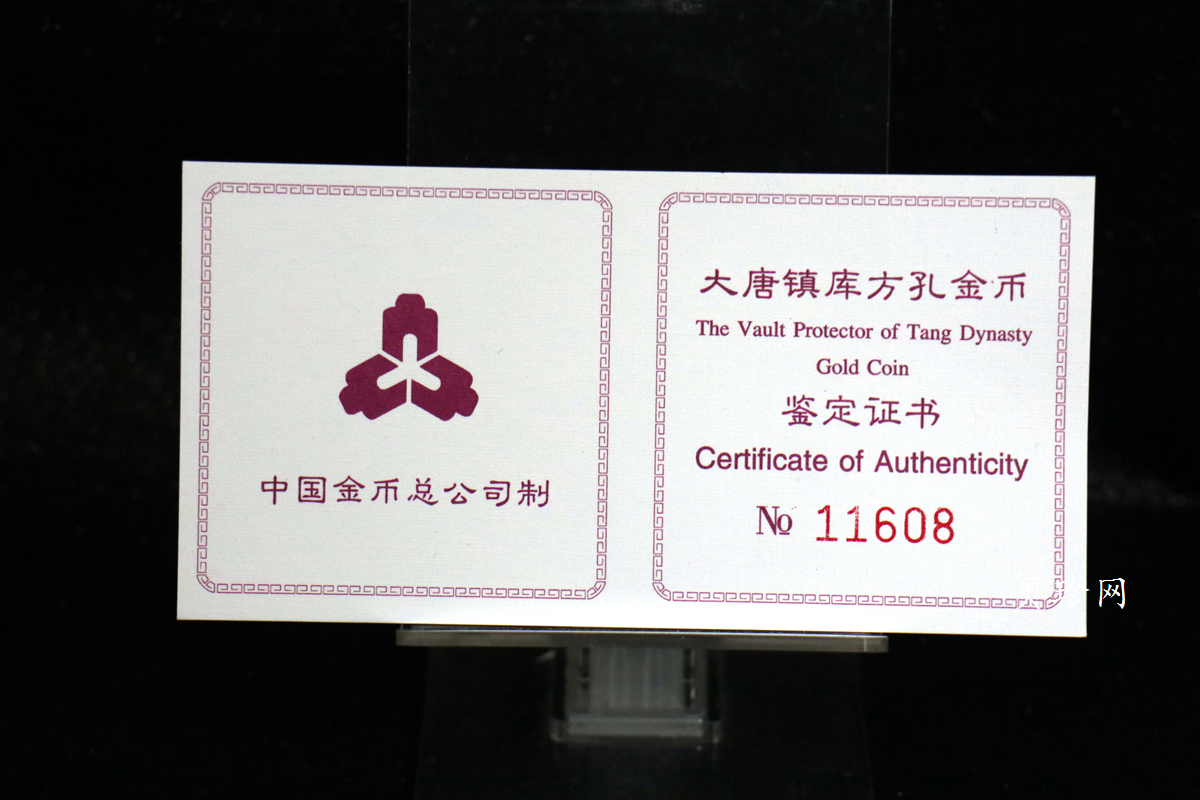 中国金币总公司制
大唐镇库方孔金币
The Vault Protector of Tang Dynasty
Gold Coin
鉴定证书
Certificate of Authenticity
№ 11608
网